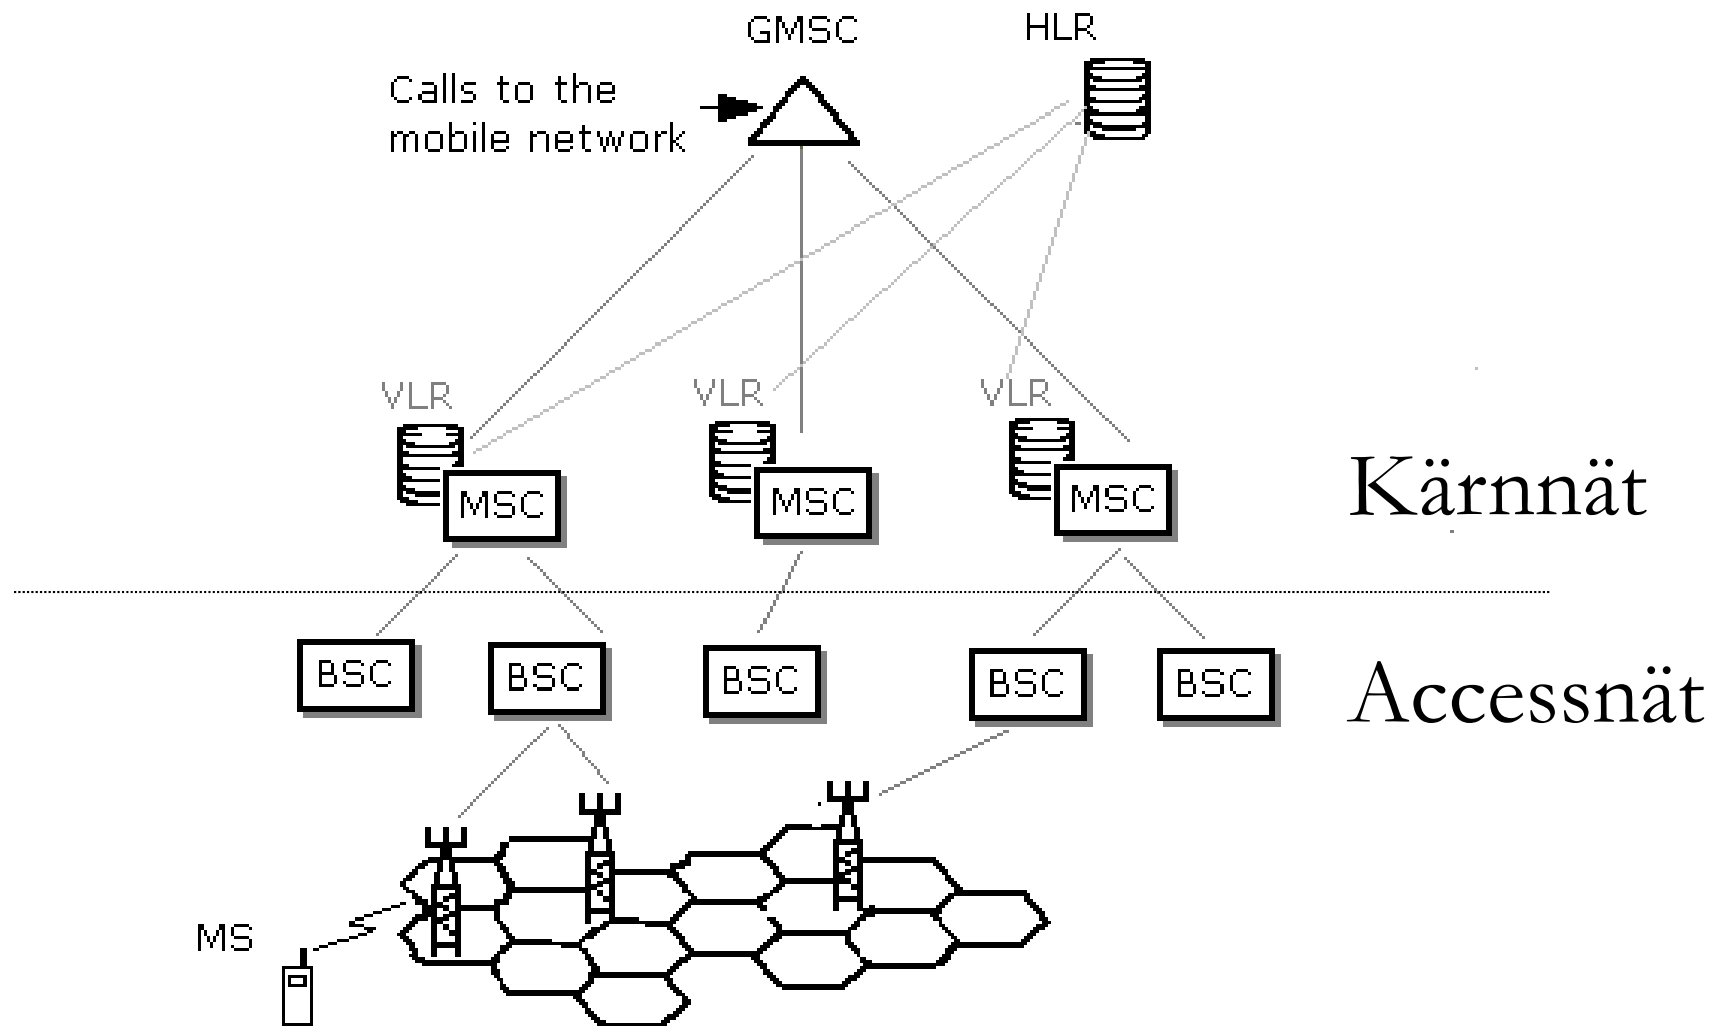 GMSC
HLR
Calls to the
mobile network
VLR
VLR
VLR
MSC
MSC
MSC
Kärnnät
BSC
BSC
BSC
BSC
BSC
Accessnät
MS